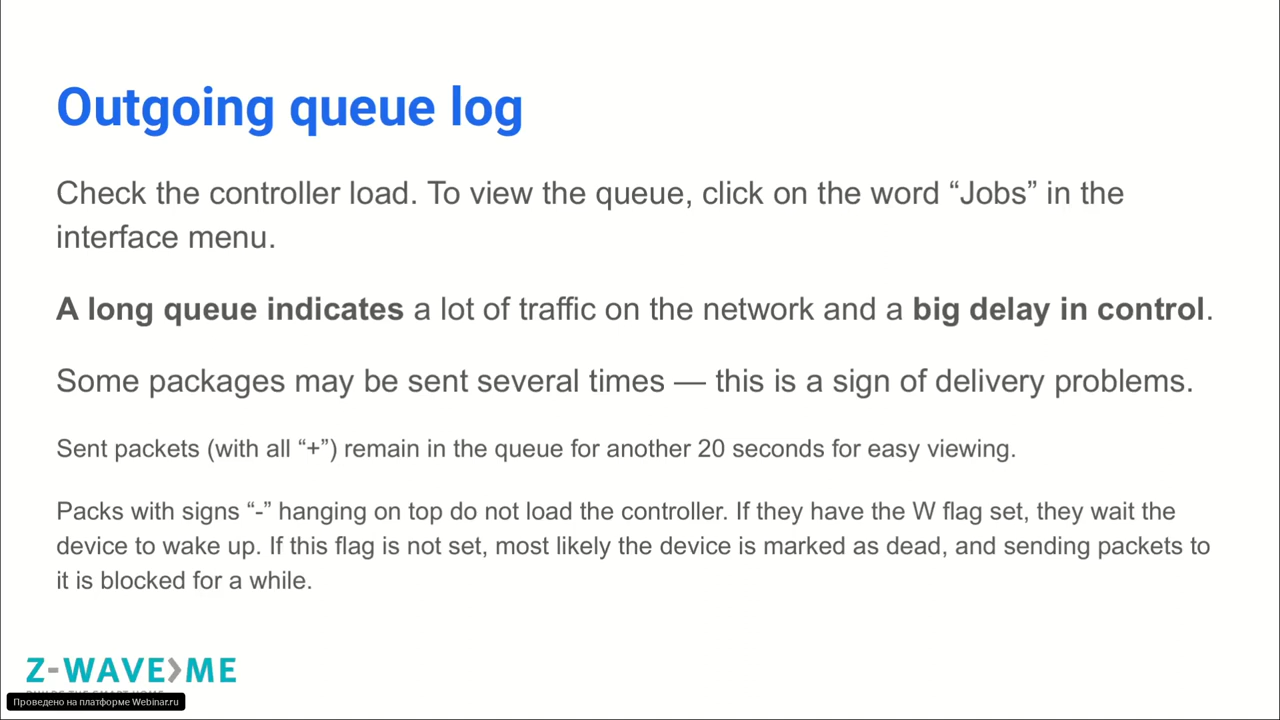 Outgoing queue log
Check the controller load. To view the queue, click on the word “Jobs” in the
interface menu.
A long queue indicates a lot of traffic on the network and a big delay in control.
Some packages may be sent several times — this is a sign of delivery problems.
Sent packets (with all “+”) remain in the queue for another 20 seconds for easy viewing.
Packs with signs “-” hanging on top do not load the controller. If they have the W flag set, they wait the
device to wake up. If this flag is not set, most likely the device is marked as dead, and sending packets to
it is blocked for a while.
Z-WAVE>ME
Проведено на платформе Webinar.ru